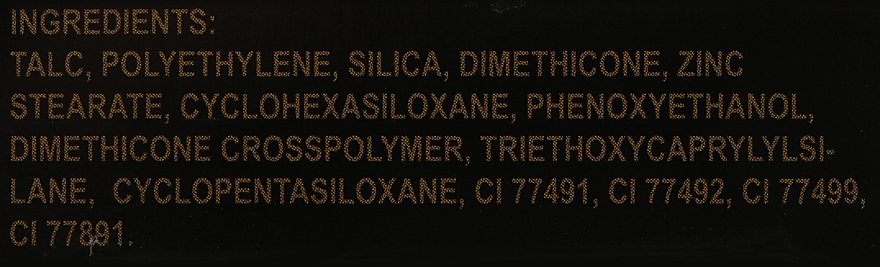 INGREDIENTS:
TALC, POLYETHYLENE, SILICA, DIMETHICONE, ZINC
STEARATE, CYCLOHEXASILOXANE, PHENOXYETHANOL,
DIMETHICONE CROSSPOLYMER, TRIETHOXYCAPRYLYLSI-
LANE, CYCLOPENTASILOXANE, CI 77491, CI 77492, CI 77499,
CI 77891.